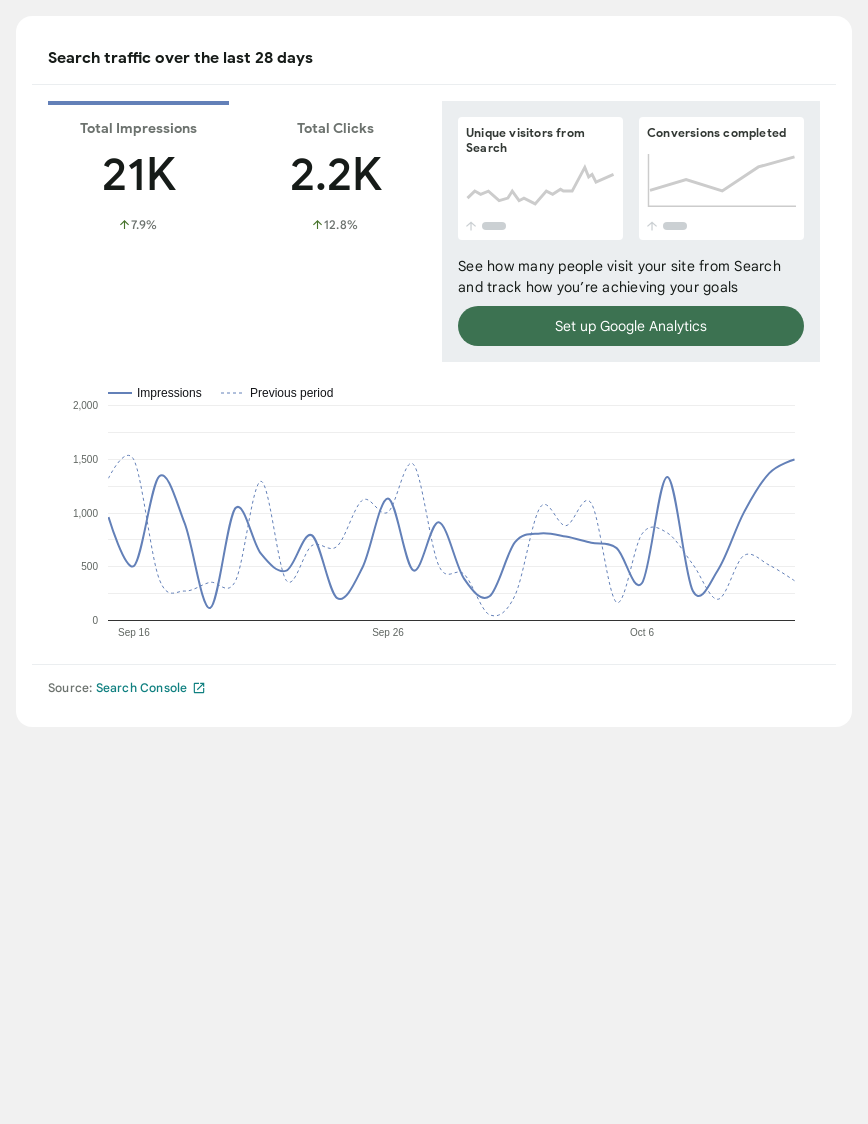 Search traffic over the last 28 days
Total Impressions
21K
↑7.9%
Total Clicks
2.2K
↑12.8%
Unique visitors from
Search
Conversions completed
See how many people visit your site from Search
and track how you’re achieving your goals
Set up Google Analytics
Impressions
Previous period
2,000
1,500
1,000
500
0
Sep 16
Sep 26
Oct 6
Source: Search Console